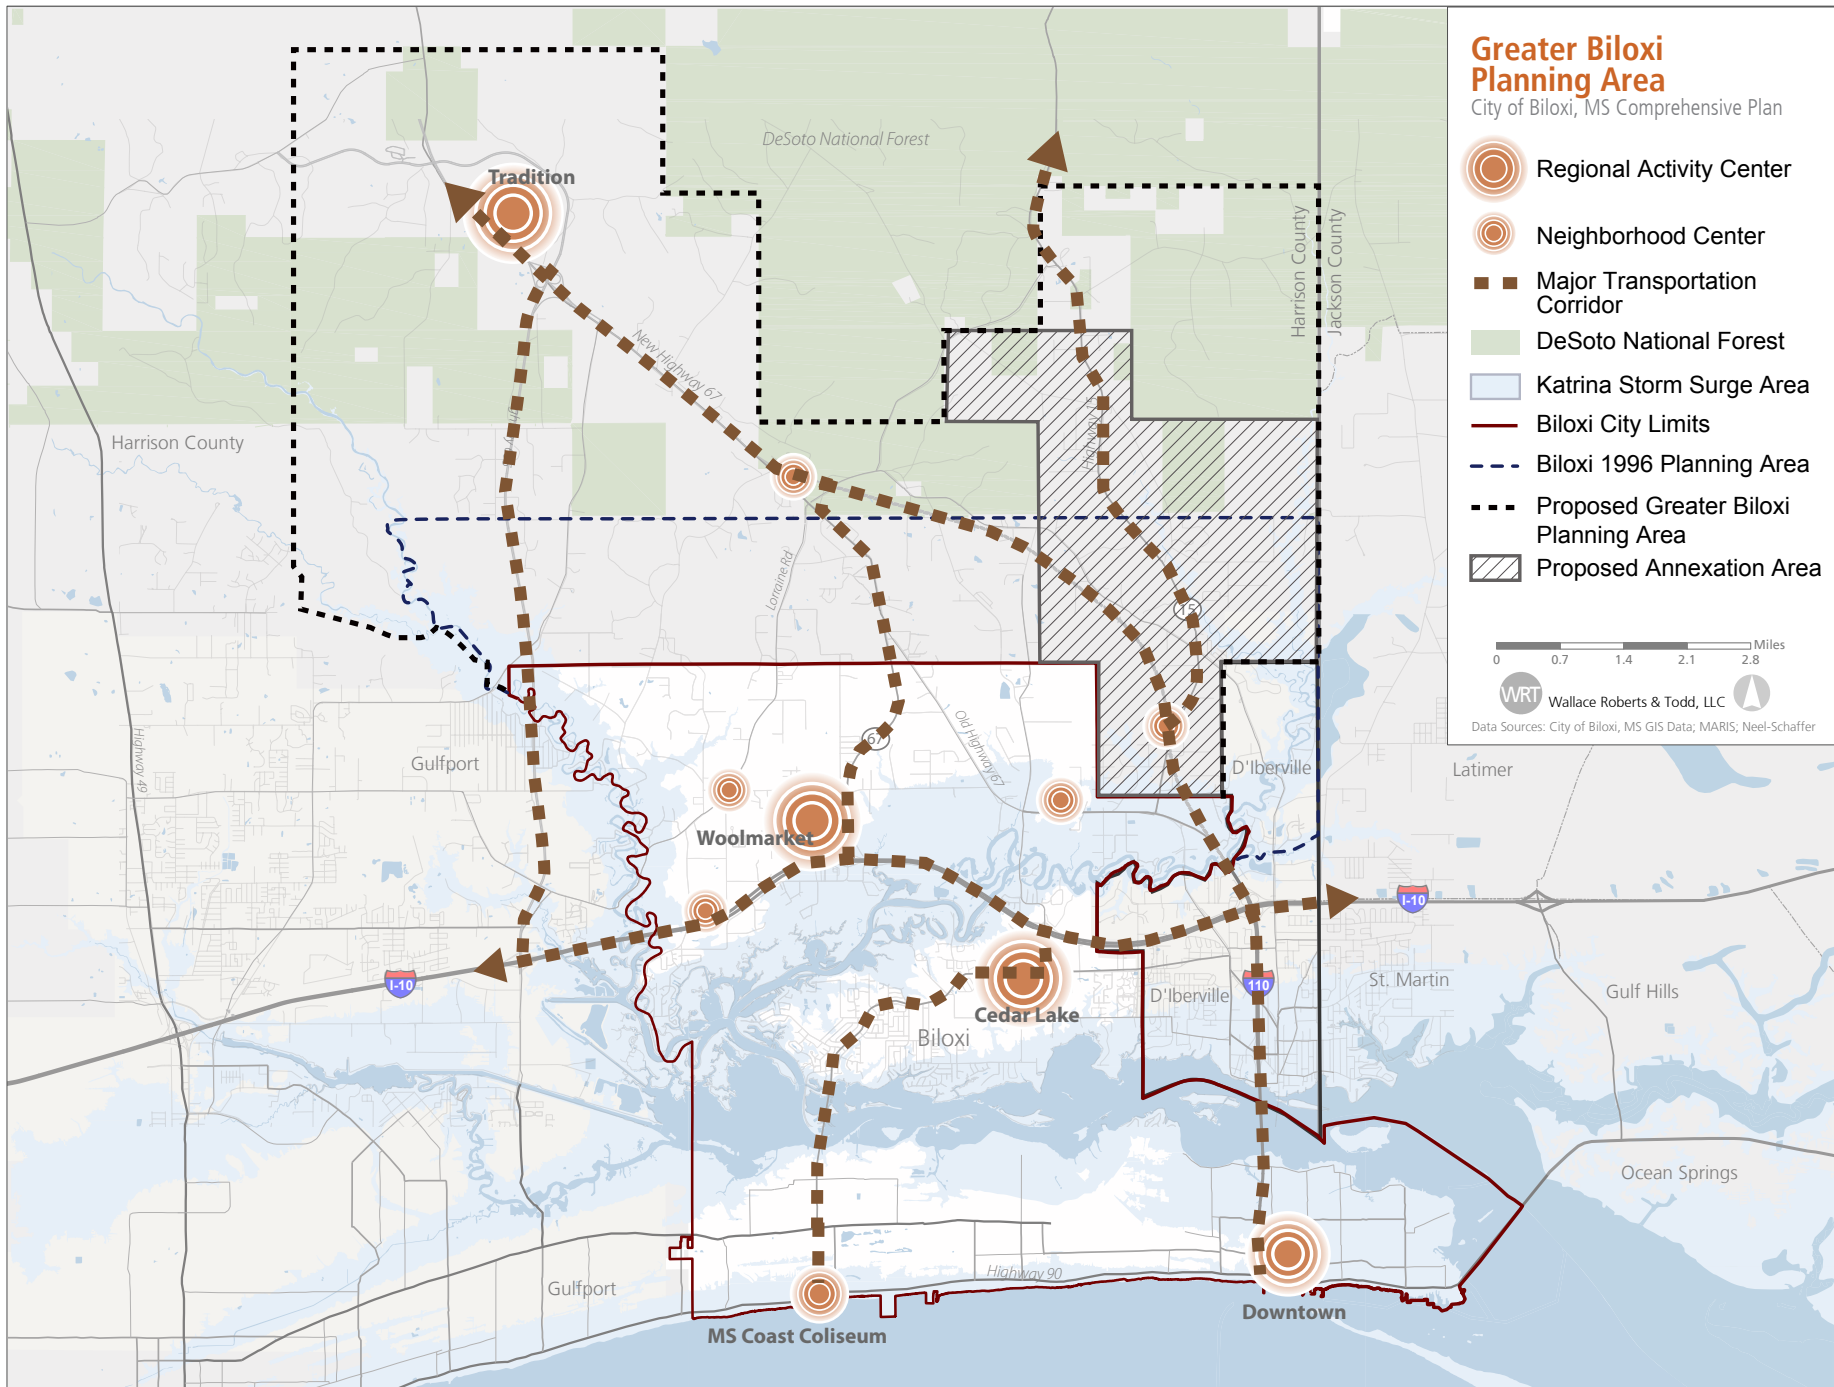 Greater Biloxi
Planning Area
City of Biloxi, MS Comprehensive Plan
Regional Activity Center
Neighborhood Center
Major Transportation
Corridor
DeSoto National Forest
Katrina Storm Surge Area
Biloxi City Limits
Biloxi 1996 Planning Area
Proposed Greater Biloxi
Planning Area
Proposed Annexation Area
Miles
0 0.7 1.4 2.1 2.8
WRT Wallace Roberts & Todd, LLC
Data Sources: City of Biloxi, MS GIS Data; MARIS; Neel-Schaffer
DeSoto National Forest
Tradition
Harrison County
Jackson County
New Highway 67
Highway 15
Harrison County
Lorraine Rd
15
Old Highway 67
67
Highway 49
Gulfport
D'Iberville
Latimer
Woolmarket
I-10
I-10
110
D'Iberville
St. Martin
Gulf Hills
Cedar Lake
Biloxi
Ocean Springs
Highway 90
Gulfport
Downtown
MS Coast Coliseum